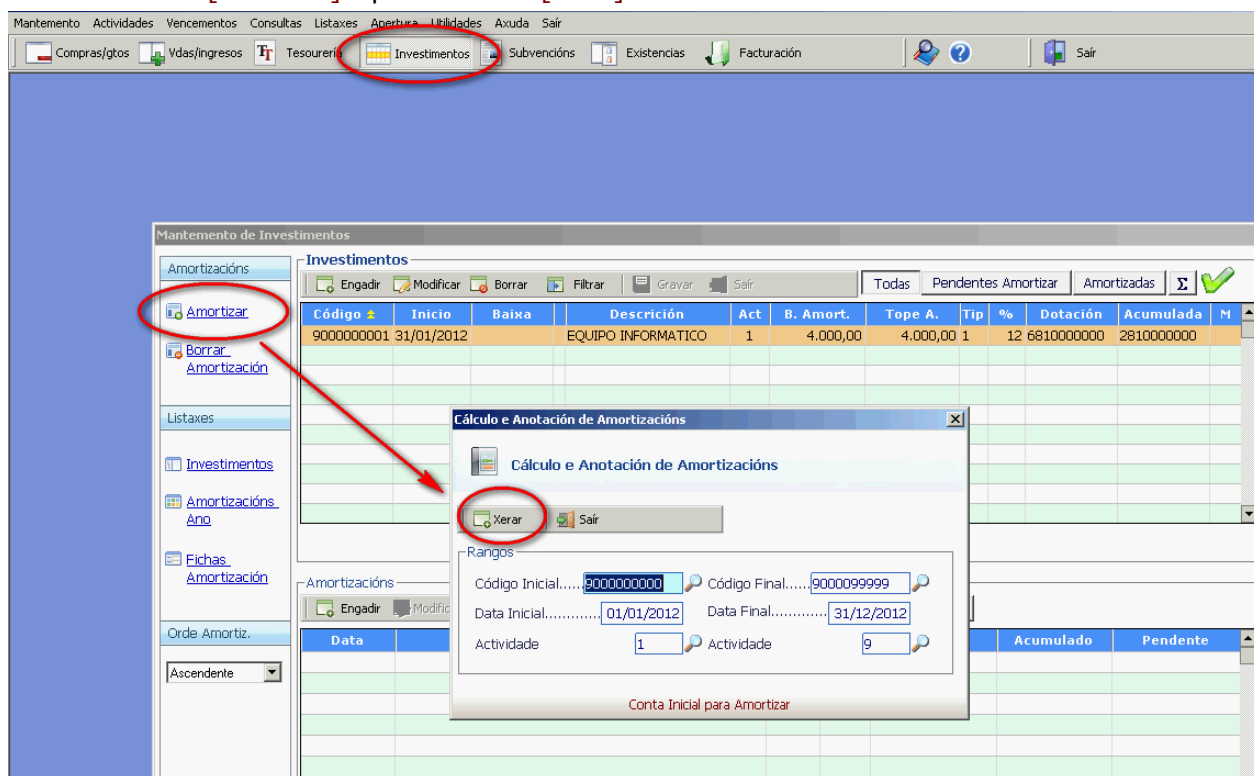 Mantemento Actividades Vencementos Consultas Listaxes Apertura Utilidades Axuda Saír
Compras/gtos Vdas/ingresos Tesourería Investimentos Subvencións Existencias Facturación Saír
Mantemento de Investimentos
Amortizacións
Amortizar
Borrar
Amortización
Listaxes
Investimentos
Amortizacións
Ano
Fichas
Amortización
Orde Amortiz.
Ascendente
Investimentos
Engadir Modificar Borrar Filtrar Gravar Saír Todas Pendentes Amortizar Amortizadas Σ
Código Inicio Baixa Descrición Act B. Amort. Tope A. Tip % Dotación Acumulada M
9000000001 31/01/2012 EQUIPO INFORMATICO 1 4.000,00 4.000,00 1 12 6810000000 2810000000
Cálculo e Anotación de Amortizacións
Cálculo e Anotación de Amortizacións
Xerar Saír
Rangos
Código Inicial......9000000000 Código Final......9000099999
Data Inicial............. 01/01/2012 Data Final............. 31/12/2012
Actividade 1 Actividade 9
Conta Inicial para Amortizar
Amortizacións
Engadir Modific
Data Acumulado Pendente